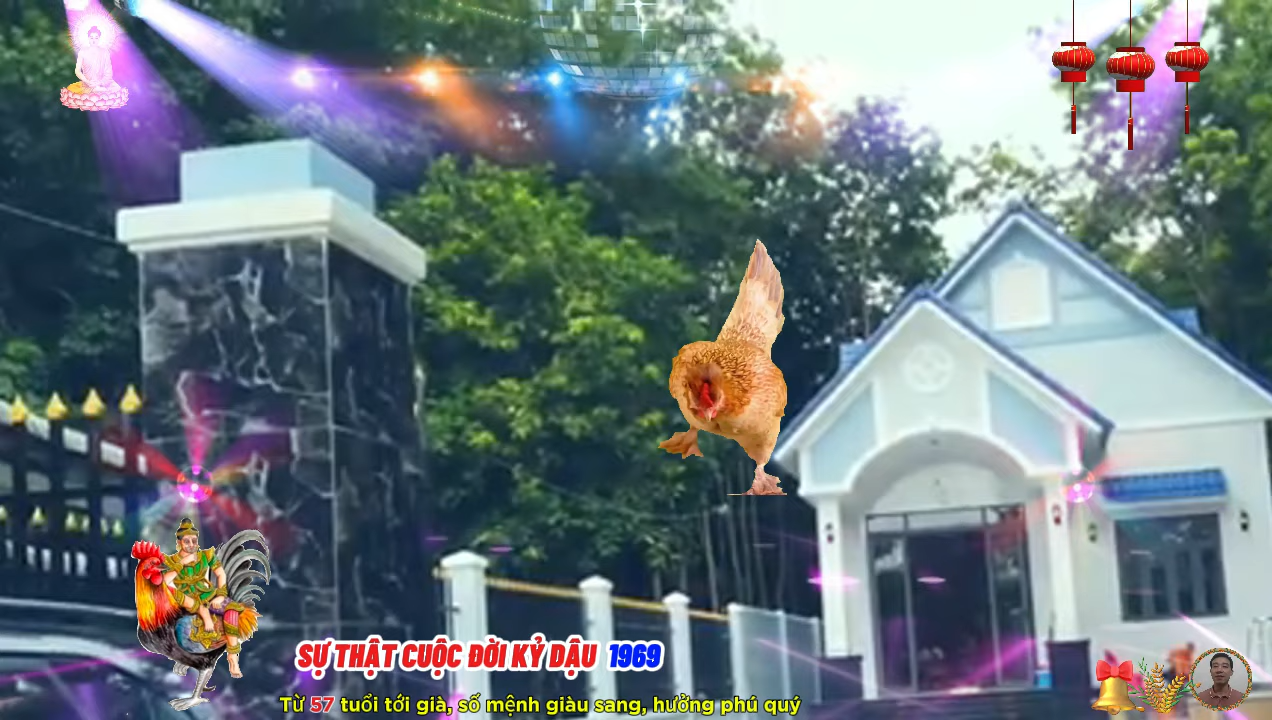 SỰ THẬT CUỘC ĐỜI KỶ DẬU 1969
Từ 57 tuổi tới già, số mệnh giàu sang, hưởng phú quý